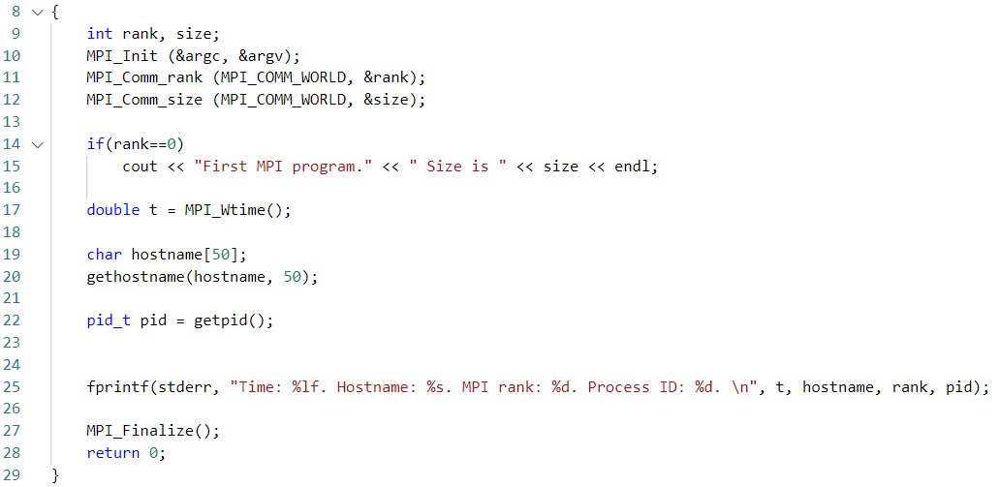 8 {
9 int rank, size;
10 MPI_Init (&argc, &argv);
11 MPI_Comm_rank (MPI_COMM_WORLD, &rank);
12 MPI_Comm_size (MPI_COMM_WORLD, &size);
13
14 if(rank==0)
15 cout << "First MPI program." << " Size is " << size << endl;
16
17 double t = MPI_Wtime();
18
19 char hostname[50];
20 gethostname(hostname, 50);
21
22 pid_t pid = getpid();
23
24
25 fprintf(stderr, "Time: %lf. Hostname: %s. MPI rank: %d. Process ID: %d. \n", t, hostname, rank, pid);
26
27 MPI_Finalize();
28 return 0;
29 }